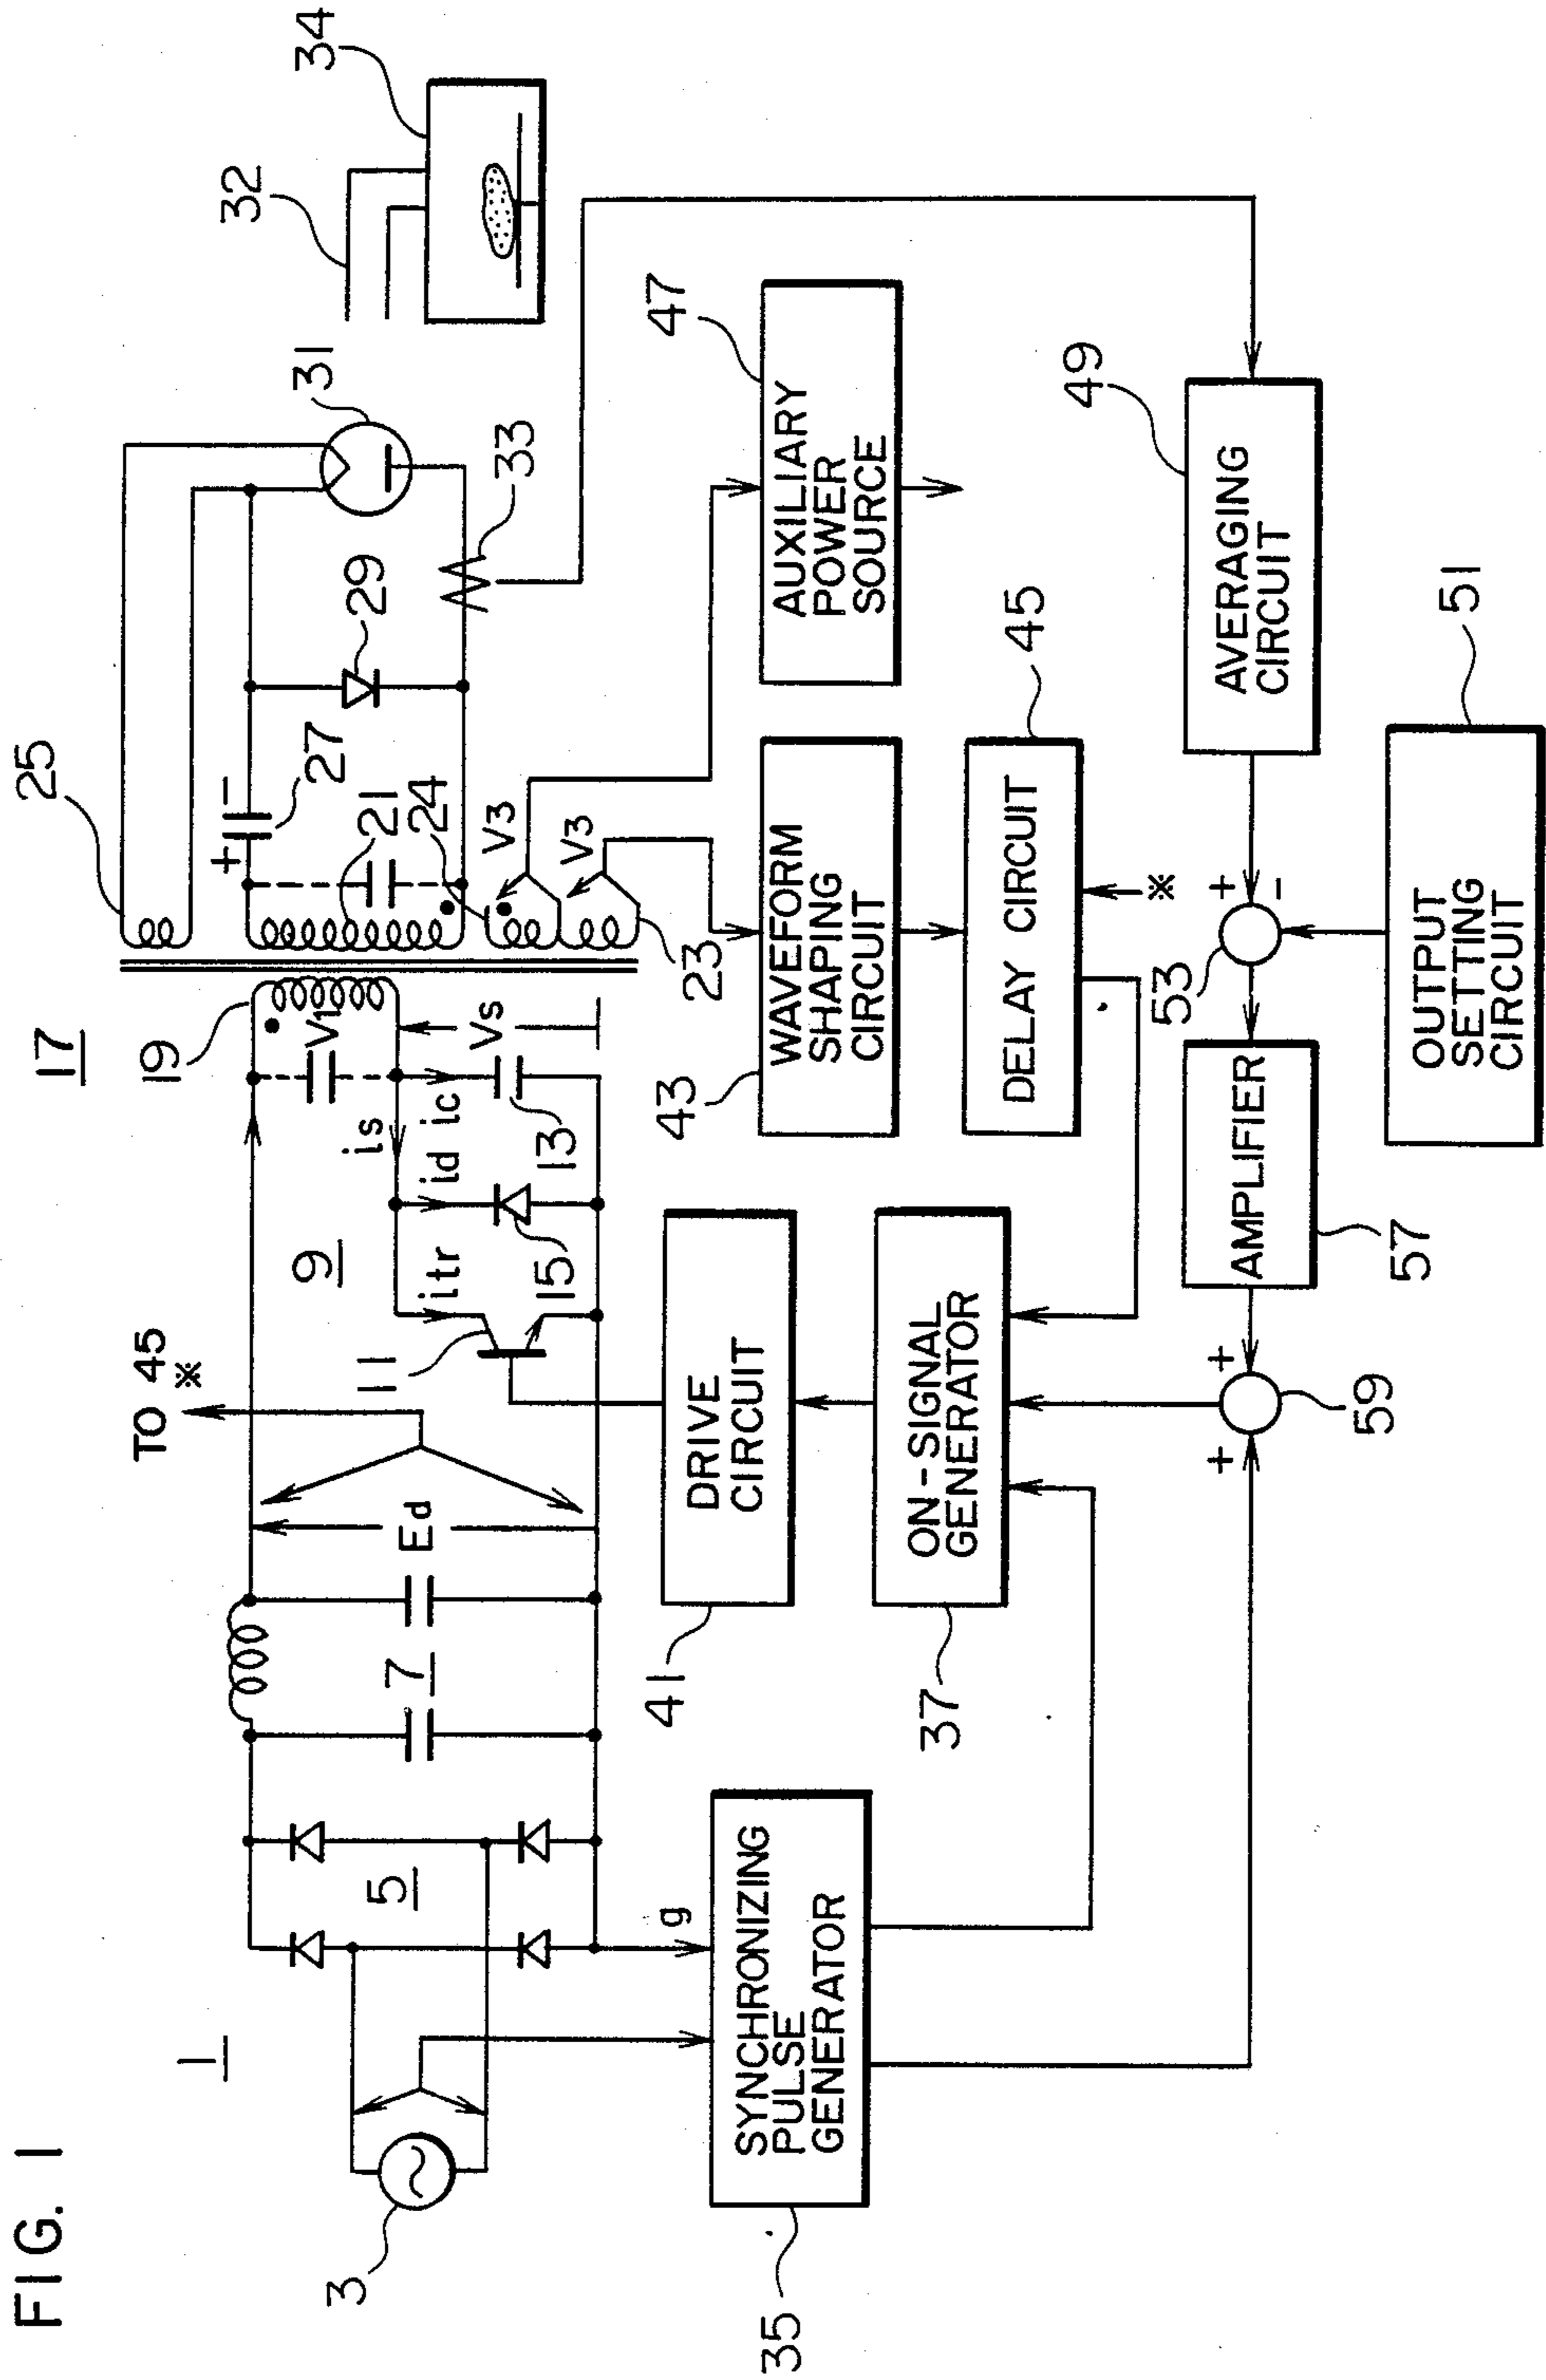 FIG. 1
17
1
TO 45
※
25
32
34
19
+ −
27
29
31
21
24
V1
is
ic
id
itr
9
11
15
13
Vs
Ed
7
5
3
g
V3
V3
23
33
47
AUXILIARY
POWER
SOURCE
43
WAVEFORM
SHAPING
CIRCUIT
45
DELAY CIRCUIT
※
41
DRIVE
CIRCUIT
37
ON-SIGNAL
GENERATOR
35
SYNCHRONIZING
PULSE
GENERATOR
49
AVERAGING
CIRCUIT
53
+
−
51
OUTPUT
SETTING
CIRCUIT
57
AMPLIFIER
59
+
+